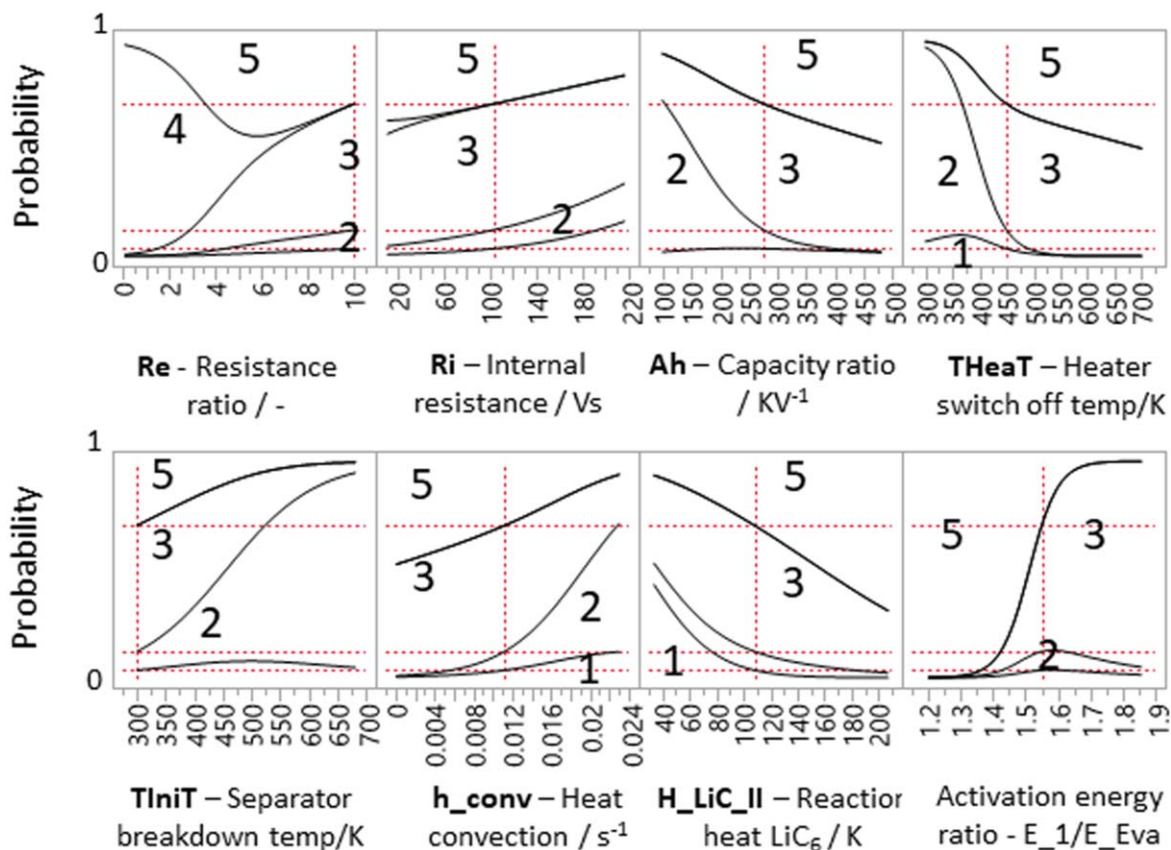 1
Probability
0
5
4
3
2
5
3
2
5
2
3
5
2
3
1
0 2 4 6 8 10
20 60 100 140 180 220
100 150 200 250 300 350 400 450 500
300 350 400 450 500 550 600 650 700
Re - Resistance
ratio / -
Ri – Internal
resistance / Vs
Ah – Capacity ratio
/ KV-1
THeaT – Heater
switch off temp/K
1
Probability
0
5
3
2
5
3
2
1
5
3
1
5
3
2
300 350 400 450 500 550 600 650 700
0 0.004 0.008 0.012 0.016 0.002 0.024
40 60 80 100 120 140 160 180 200
1.2 1.3 1.4 1.5 1.6 1.7 1.8 1.9
TIniT – Separator
breakdown temp/K
h_conv – Heat
convection / s-1
H_LiC_II – Reaction
heat LiC6 / K
Activation energy
ratio - E_1/E_Eva